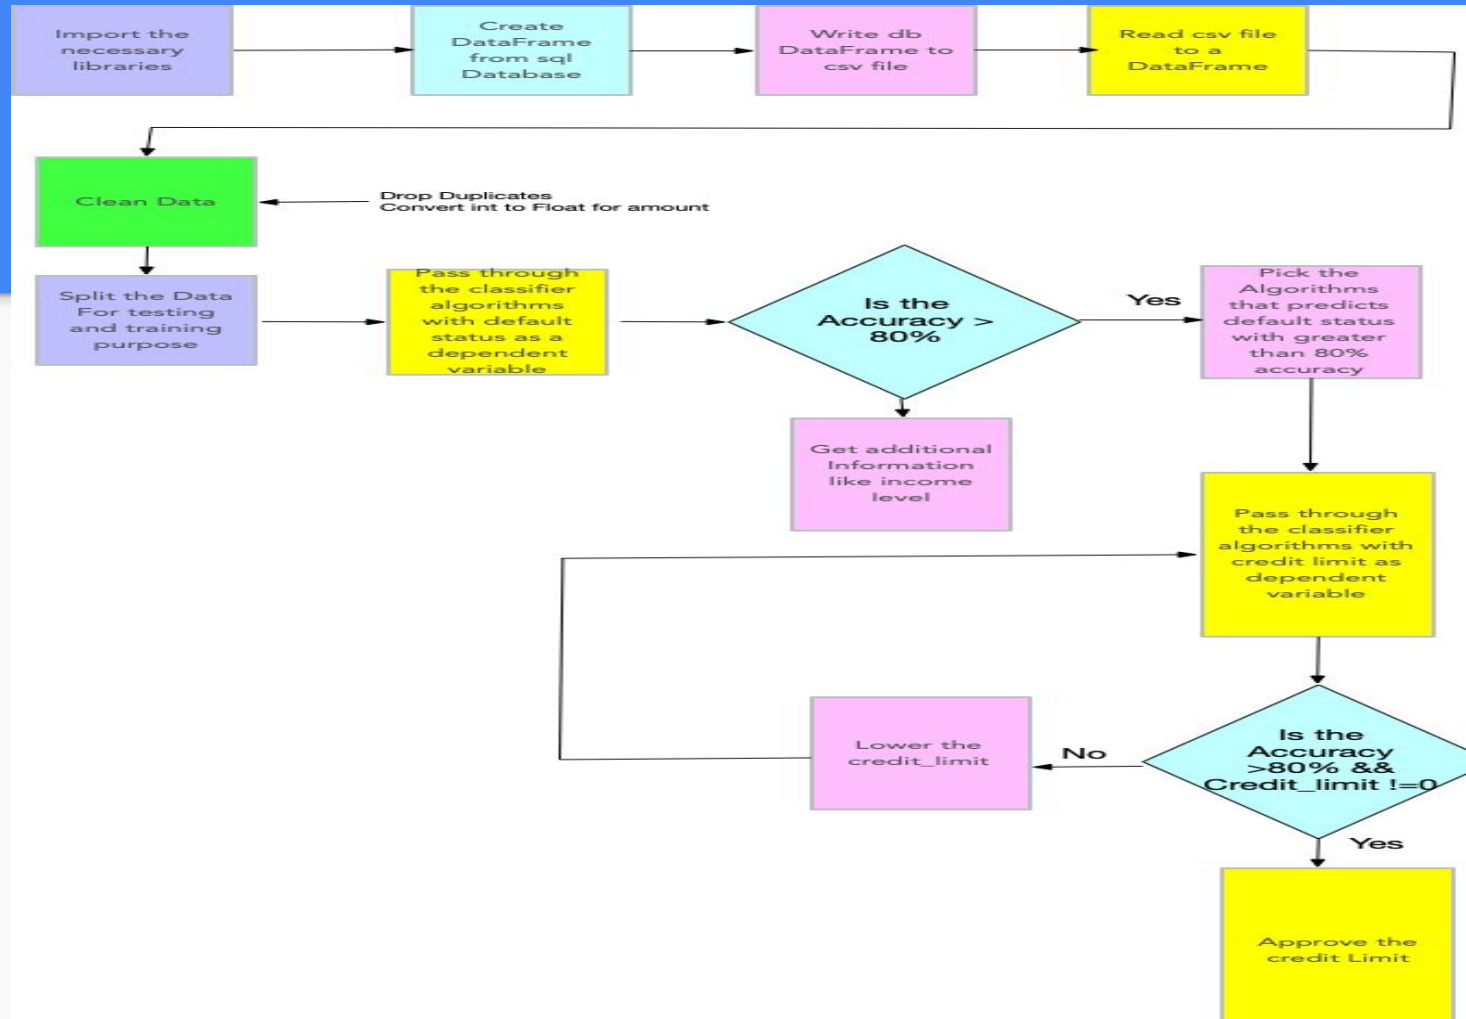 Import the
necessary
libraries
Create
DataFrame
from sql
Database
Write db
DataFrame to
csv file
Read csv file
to a
DataFrame
Clean Data
Drop Duplicates
Convert int to Float for amount
Split the Data
For testing
and training
purpose
Pass through
the classifier
algorithms
with default
status as a
dependent
variable
Is the
Accuracy >
80%
Yes
Pick the
Algorithms
that predicts
default status
with greater
than 80%
accuracy
Get additional
Information
like income
level
Pass through
the classifier
algorithms with
credit limit as
dependent
variable
Is the
Accuracy
>80% &&
Credit_limit !=0
No
Lower the
credit_limit
Yes
Approve the
credit Limit